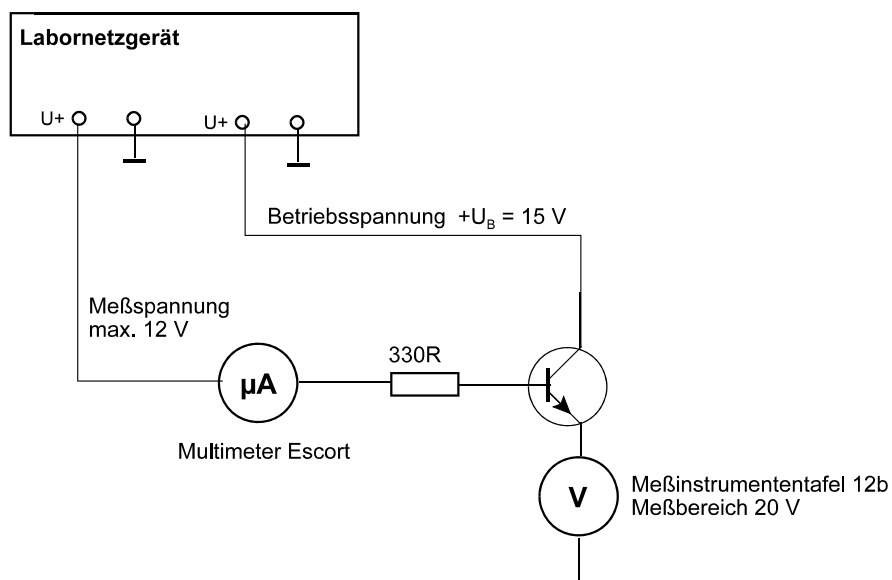 Labornetzgerät
U+
U+
Betriebsspannung +U_B = 15 V
Meßspannung
max. 12 V
330R
µA
Multimeter Escort
V
Meßinstrumententafel 12b
Meßbereich 20 V